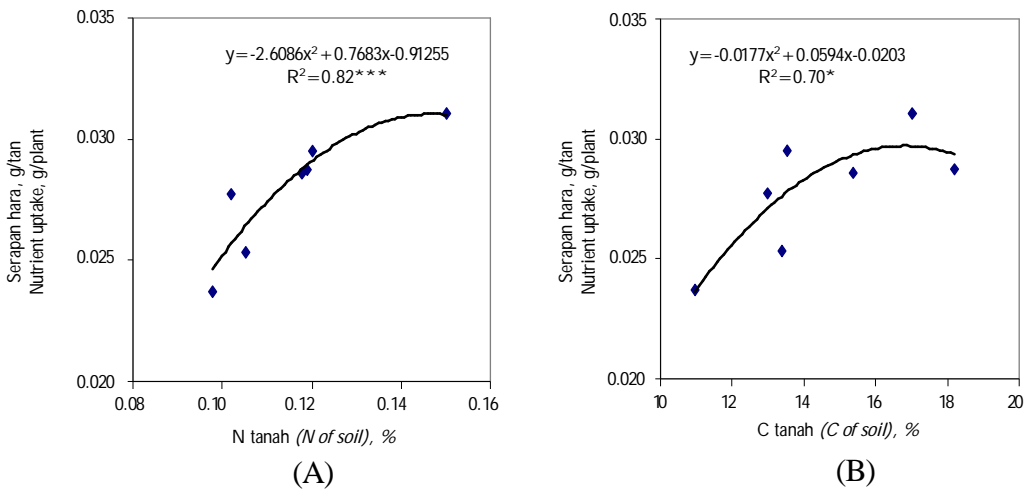 0.035
0.030
0.025
0.020
Serapan hara, g/tan
Nutrient uptake, g/plant
y=-2.6086x²+0.7683x-0.91255
R²=0.82***
0.08 0.10 0.12 0.14 0.16
N tanah (N of soil), %
(A)
0.035
0.030
0.025
0.020
Serapan hara, g/tan
Nutrient uptake, g/plant
y=-0.0177x²+0.0594x-0.0203
R²=0.70*
10 12 14 16 18 20
C tanah (C of soil), %
(B)